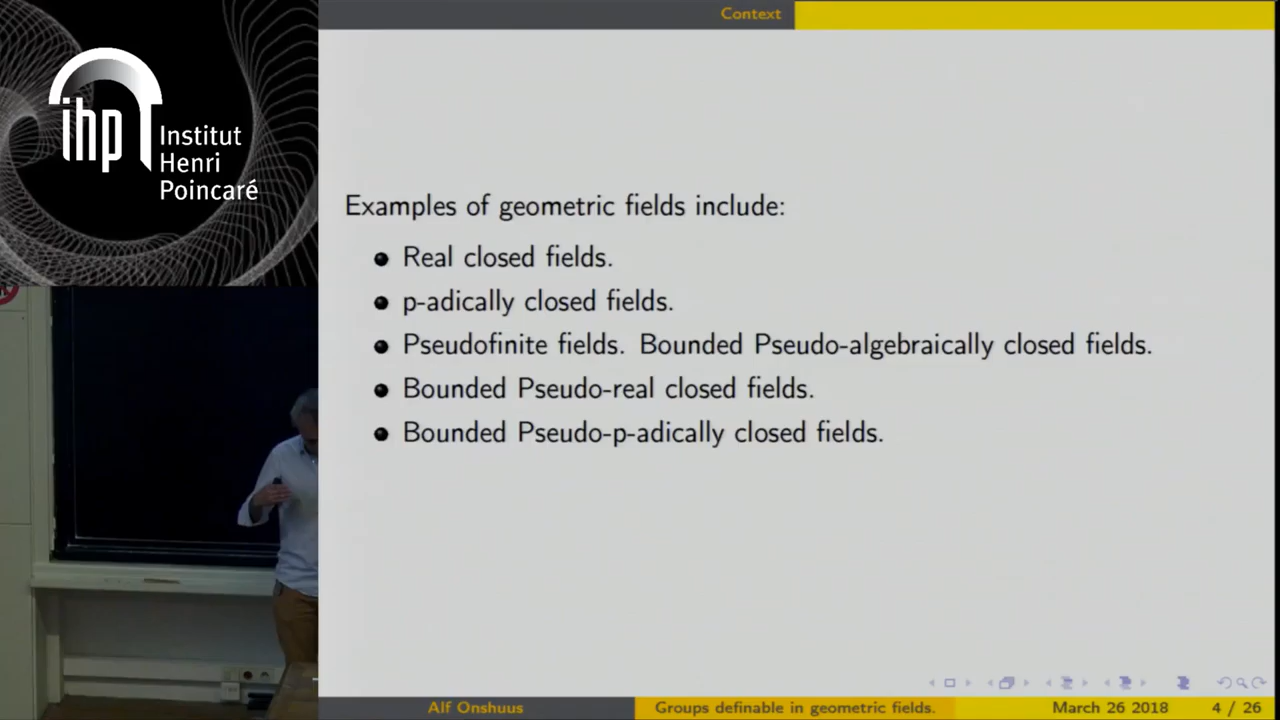 Context
ihp
Institut
Henri
Poincaré
Examples of geometric fields include:
Real closed fields.
p-adically closed fields.
Pseudofinite fields. Bounded Pseudo-algebraically closed fields.
Bounded Pseudo-real closed fields.
Bounded Pseudo-p-adically closed fields.
Alf Onshuus Groups definable in geometric fields. March 26 2018 4 / 26